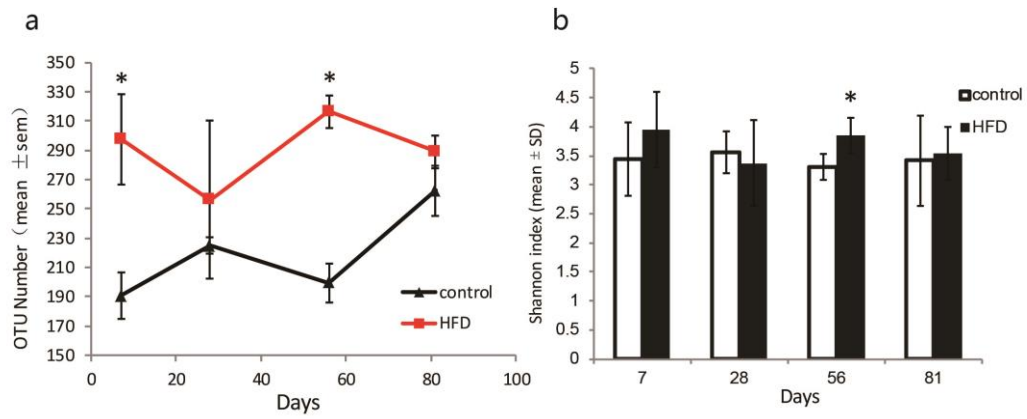 a
OTU Number (mean ±sem)
350
330
310
290
270
250
230
210
190
170
150
* *
control
HFD
0 20 40 60 80 100
Days
b
Shannon index (mean ± SD)
5
4.5
4
3.5
3
2.5
2
1.5
1
0.5
0
*
control
HFD
7 28 56 81
Days